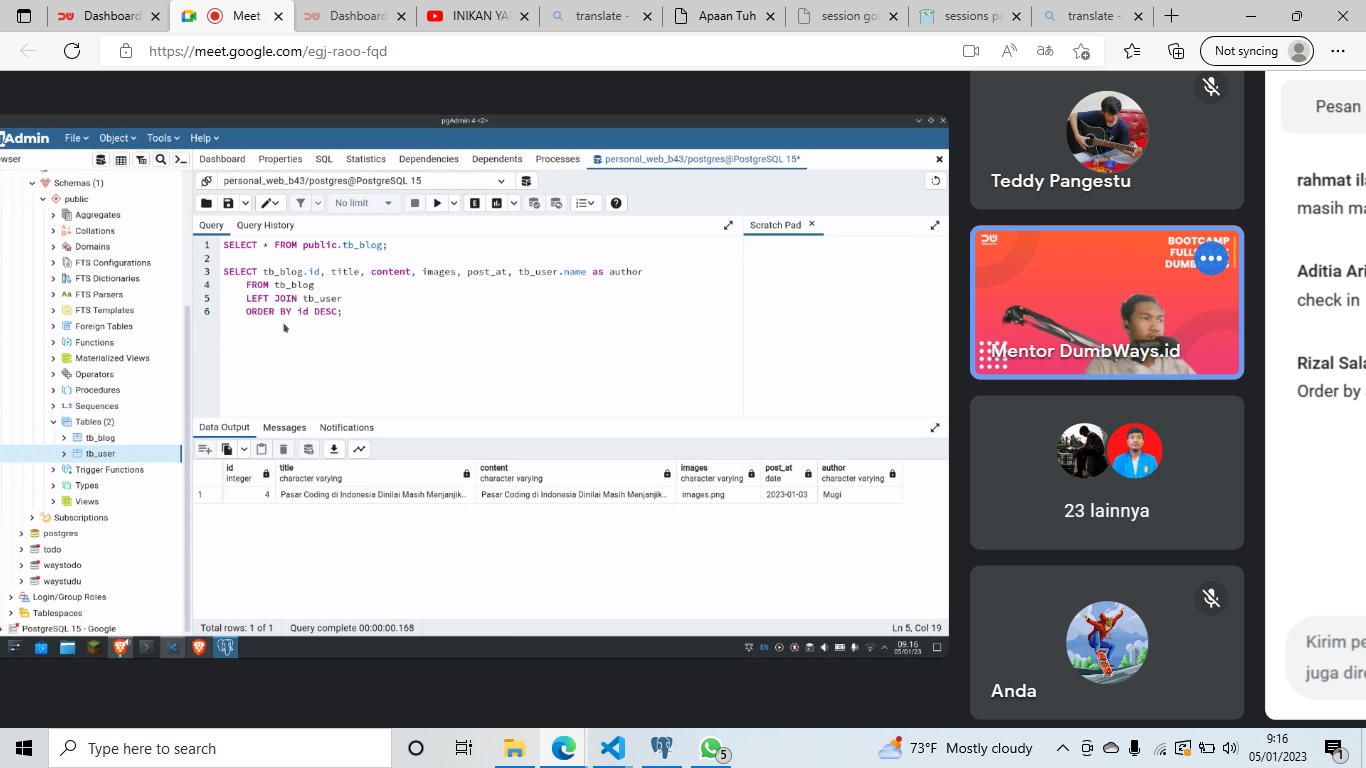 Dashboard
Meet
Dashboard
INIKAN YA
translate -
Apaan Tuh
session go
sessions pa
translate -
https://meet.google.com/egj-raoo-fqd
Not syncing
pgAdmin 4 <2>
Admin File Object Tools Help
wser
Dashboard Properties SQL Statistics Dependencies Dependents Processes personal_web_b43/postgres@PostgreSQL 15*
Schemas (1)
public
Aggregates
Collations
Domains
FTS Configurations
FTS Dictionaries
FTS Parsers
FTS Templates
Foreign Tables
Functions
Materialized Views
Operators
Procedures
Sequences
Tables (2)
tb_blog
tb_user
Trigger Functions
Types
Views
Subscriptions
postgres
todo
waystodo
waystudu
Login/Group Roles
Tablespaces
PostgreSQL 15 - Google
personal_web_b43/postgres@PostgreSQL 15
No limit
Query Query History
Scratch Pad
1 SELECT * FROM public.tb_blog;
2
3 SELECT tb_blog.id, title, content, images, post_at, tb_user.name as author
4 FROM tb_blog
5 LEFT JOIN tb_user
6 ORDER BY id DESC;
Data Output Messages Notifications
id title content images post_at author
integer character varying character varying character varying date character varying
1 4 Pasar Coding di Indonesia Dinilai Masih Menjanjik... Pasar Coding di Indonesia Dinilai Masih Menjanjik... images.png 2023-01-03 Mugi
Total rows: 1 of 1 Query complete 00:00:00.168 Ln 5, Col 19
EN
09.16
05/01/23
Teddy Pangestu
BOOTCAMP
FULLS
DUMBWAYS
Mentor DumbWays.id
23 lainnya
Anda
Pesan
rahmat il
masih ma
Aditia Ari
check in
Rizal Sala
Order by
Kirim pe
juga dire
Type here to search
5
73°F Mostly cloudy
9:16
05/01/2023
1